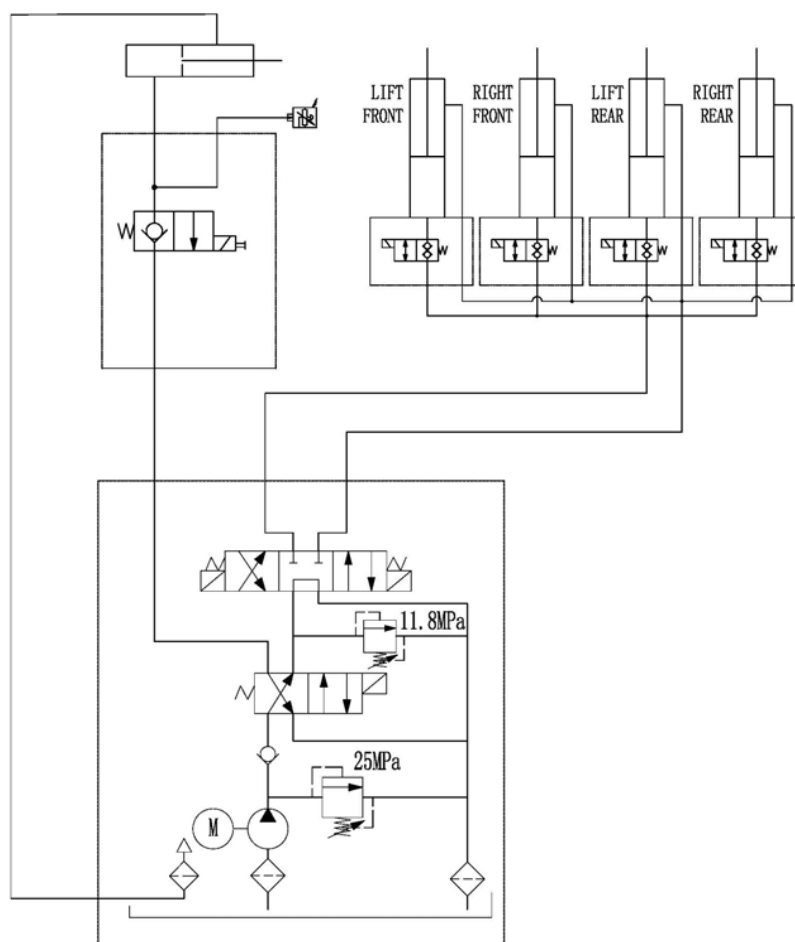 LIFT
FRONT
RIGHT
FRONT
LIFT
REAR
RIGHT
REAR
11.8MPa
25MPa
M